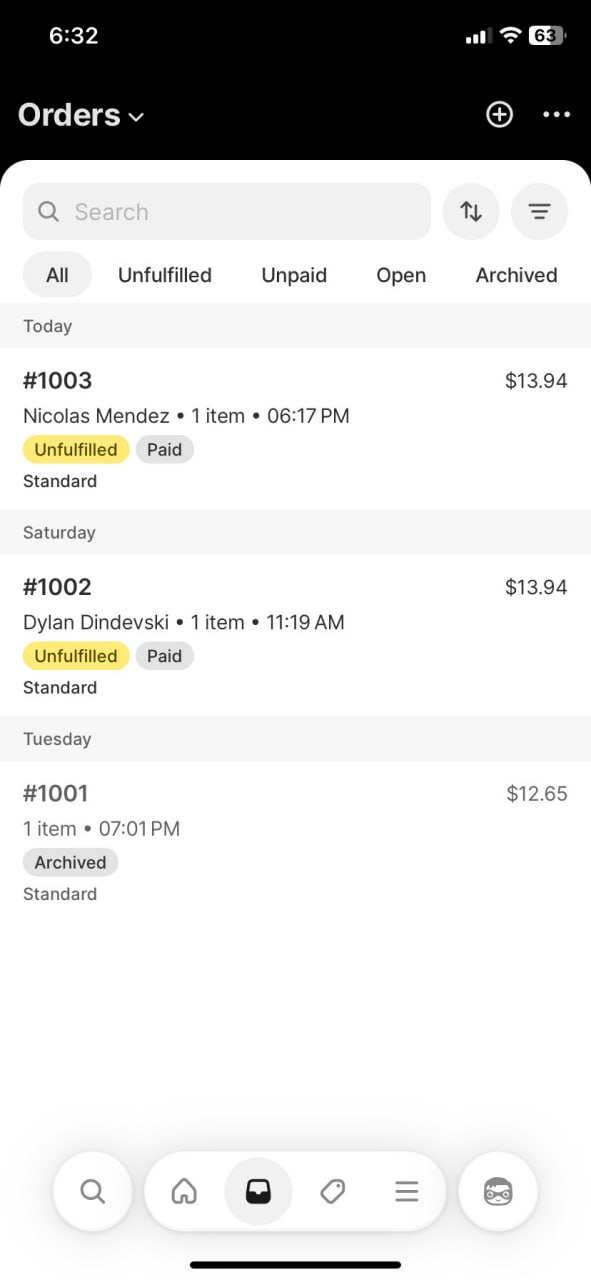 6:32
63
Orders
Search
All Unfulfilled Unpaid Open Archived
Today
#1003 $13.94
Nicolas Mendez • 1 item • 06:17 PM
Unfulfilled Paid
Standard
Saturday
#1002 $13.94
Dylan Dindevski • 1 item • 11:19 AM
Unfulfilled Paid
Standard
Tuesday
#1001 $12.65
1 item • 07:01 PM
Archived
Standard